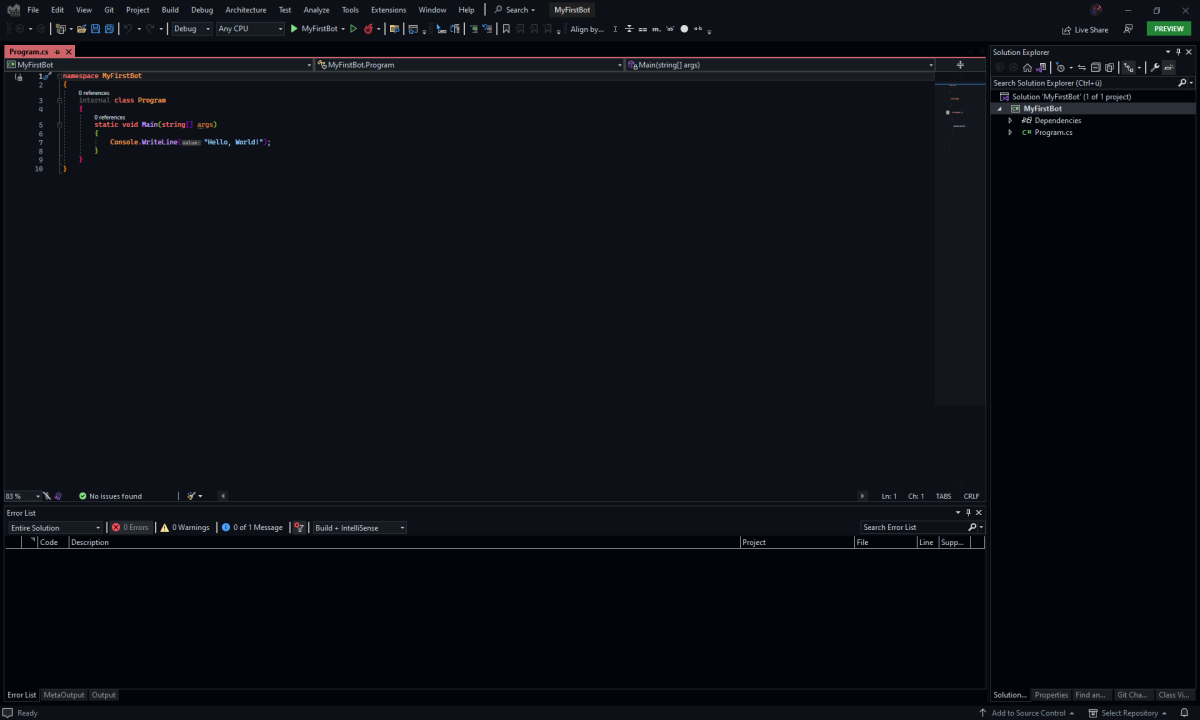 File Edit View Git Project Build Debug Architecture Test Analyze Tools Extensions Window Help Search MyFirstBot
Debug Any CPU MyFirstBot Align by... Live Share PREVIEW
Program.cs
MyFirstBot MyFirstBot.Program Main(string[] args)
1 namespace MyFirstBot
2 {
0 references
3 internal class Program
4 {
0 references
5 static void Main(string[] args)
6 {
7 Console.WriteLine(value: "Hello, World!");
8 }
9 }
10 }
83 % No issues found Ln: 1 Ch: 1 TABS CRLF
Solution Explorer
Search Solution Explorer (Ctrl+ü)
Solution 'MyFirstBot' (1 of 1 project)
MyFirstBot
Dependencies
C# Program.cs
Error List
Entire Solution 0 Errors 0 Warnings 0 of 1 Message Build + IntelliSense Search Error List
Code Description Project File Line Supp...
Error List MetaOutput Output
Solution... Properties Find an... Git Cha... Class Vi...
Ready Add to Source Control Select Repository